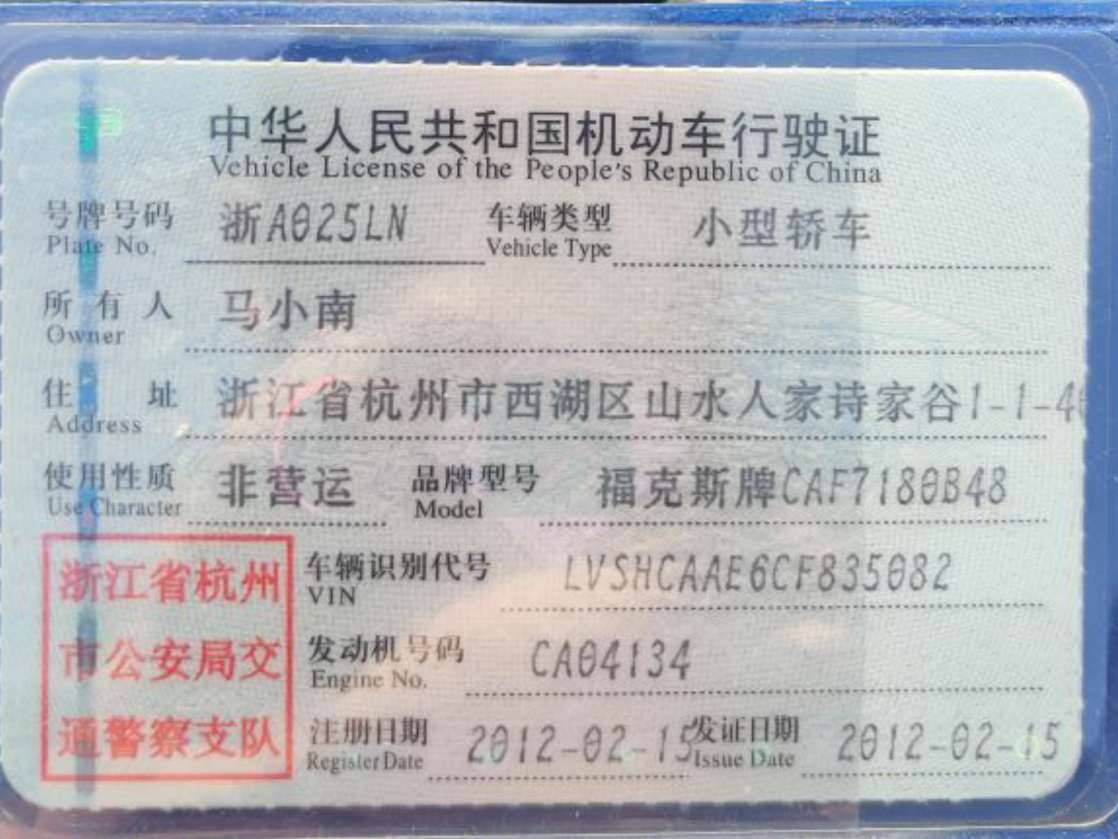 中华人民共和国机动车行驶证
Vehicle License of the People's Republic of China
号牌号码 浙A025LN 车辆类型 小型轿车
Plate No. Vehicle Type
所有人 马小南
Owner
住址 浙江省杭州市西湖区山水人家诗家谷1-1-4
Address
使用性质 非营运 品牌型号 福克斯牌CAF7180B48
Use Character Model
浙江省杭州
市公安局交
通警察支队
车辆识别代号 LVSHCAAE6CF835082
VIN
发动机号码 CA04134
Engine No.
注册日期 2012-02-15 发证日期 2012-02-15
Register Date Issue Date